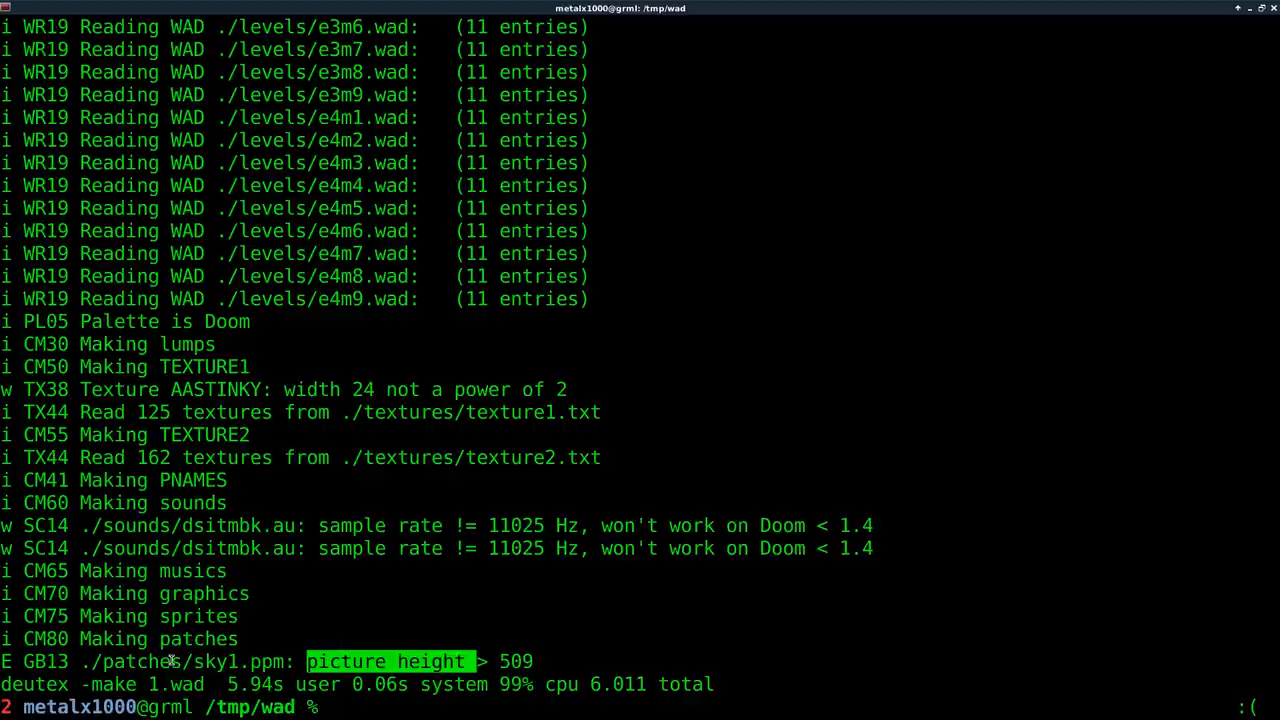 metalx1000@grml: /tmp/wad
i WR19 Reading WAD ./levels/e3m6.wad:   (11 entries)
i WR19 Reading WAD ./levels/e3m7.wad:   (11 entries)
i WR19 Reading WAD ./levels/e3m8.wad:   (11 entries)
i WR19 Reading WAD ./levels/e3m9.wad:   (11 entries)
i WR19 Reading WAD ./levels/e4m1.wad:   (11 entries)
i WR19 Reading WAD ./levels/e4m2.wad:   (11 entries)
i WR19 Reading WAD ./levels/e4m3.wad:   (11 entries)
i WR19 Reading WAD ./levels/e4m4.wad:   (11 entries)
i WR19 Reading WAD ./levels/e4m5.wad:   (11 entries)
i WR19 Reading WAD ./levels/e4m6.wad:   (11 entries)
i WR19 Reading WAD ./levels/e4m7.wad:   (11 entries)
i WR19 Reading WAD ./levels/e4m8.wad:   (11 entries)
i WR19 Reading WAD ./levels/e4m9.wad:   (11 entries)
i PL05 Palette is Doom
i CM30 Making lumps
i CM50 Making TEXTURE1
w TX38 Texture AASTINKY: width 24 not a power of 2
i TX44 Read 125 textures from ./textures/texture1.txt
i CM55 Making TEXTURE2
i TX44 Read 162 textures from ./textures/texture2.txt
i CM41 Making PNAMES
i CM60 Making sounds
w SC14 ./sounds/dsitmbk.au: sample rate != 11025 Hz, won't work on Doom < 1.4
w SC14 ./sounds/dsitmbk.au: sample rate != 11025 Hz, won't work on Doom < 1.4
i CM65 Making musics
i CM70 Making graphics
i CM75 Making sprites
i CM80 Making patches
E GB13 ./patches/sky1.ppm: picture height > 509
deutex -make 1.wad  5.94s user 0.06s system 99% cpu 6.011 total
2 metalx1000@grml /tmp/wad % :(